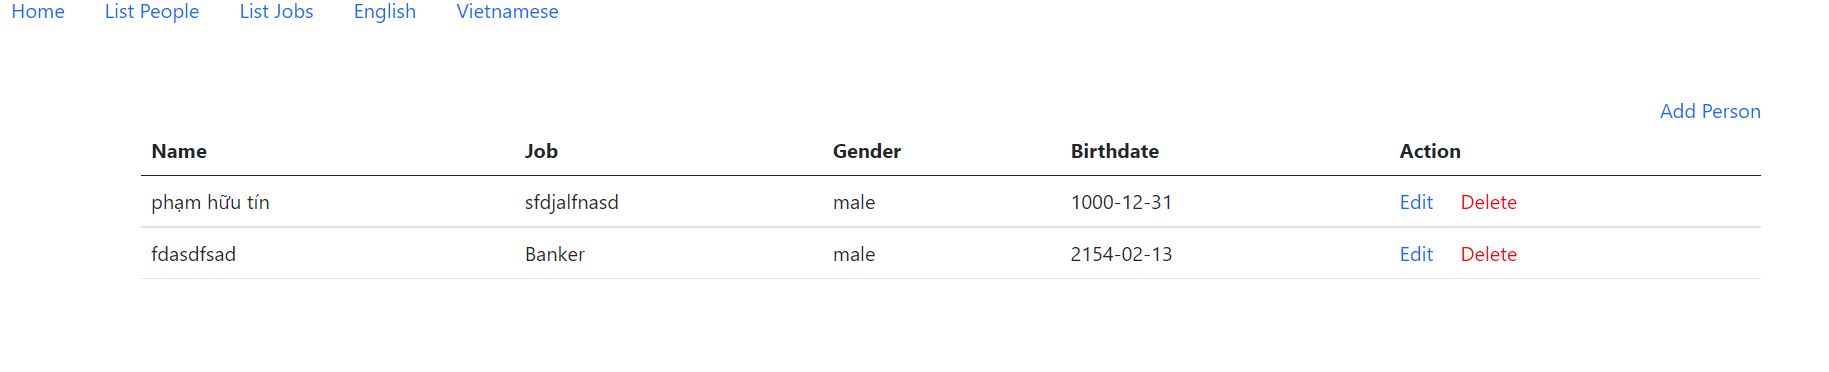 Home List People List Jobs English Vietnamese
Add Person
Name Job Gender Birthdate Action
phạm hữu tín sfdjalfnasd male 1000-12-31 Edit Delete
fdasdfsad Banker male 2154-02-13 Edit Delete